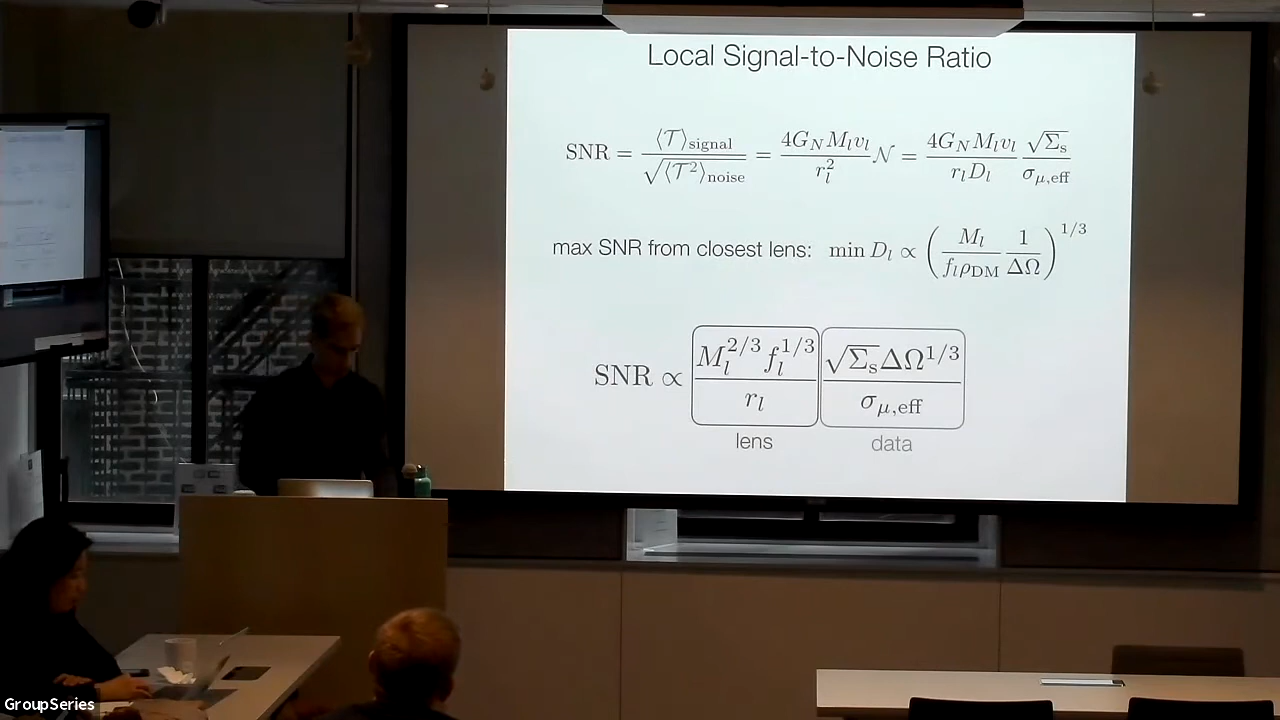 Local Signal-to-Noise Ratio
SNR = ⟨𝒯⟩signal / √⟨𝒯²⟩noise = 4G_N M_l v_l / r_l² 𝒩 = 4G_N M_l v_l / r_l D_l √Σ_s / σ_μ,eff
max SNR from closest lens: min D_l ∝ ( M_l / f_l ρ_DM 1 / ΔΩ )^1/3
SNR ∝ M_l^2/3 f_l^1/3 / r_l √Σ_s ΔΩ^1/3 / σ_μ,eff
lens data
GroupSeries